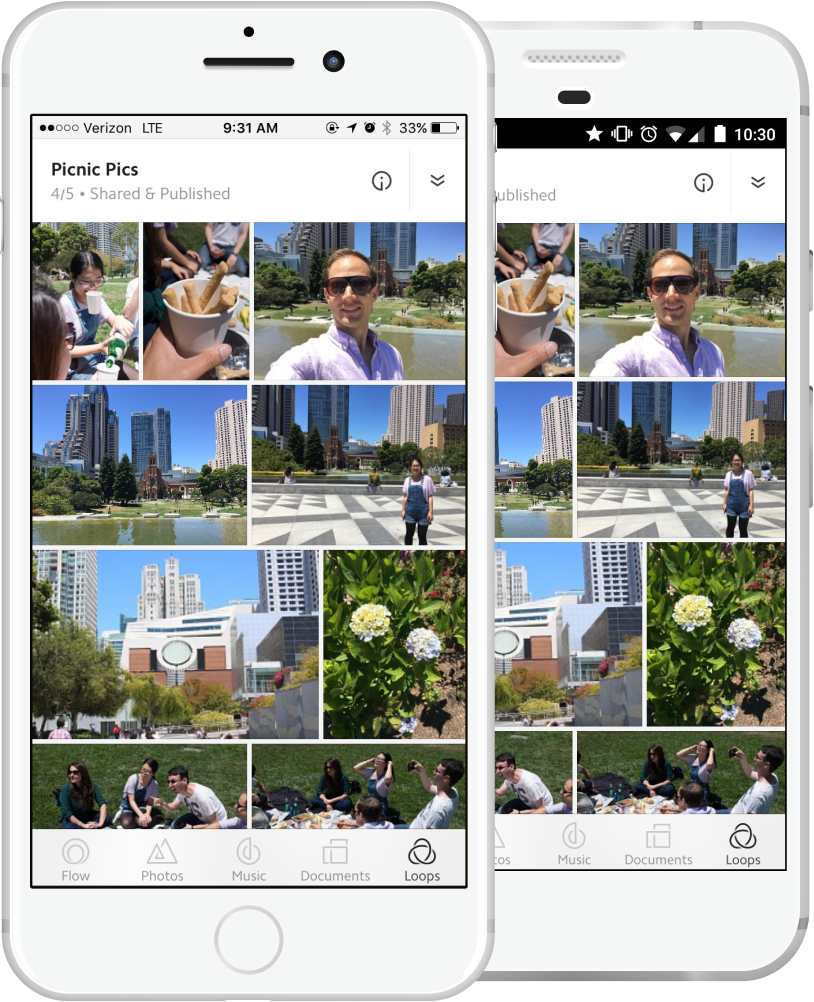 Verizon LTE 9:31 AM 33%
Picnic Pics
4/5 • Shared & Published
Flow Photos Music Documents Loops
10:30
ublished
os Music Documents Loops